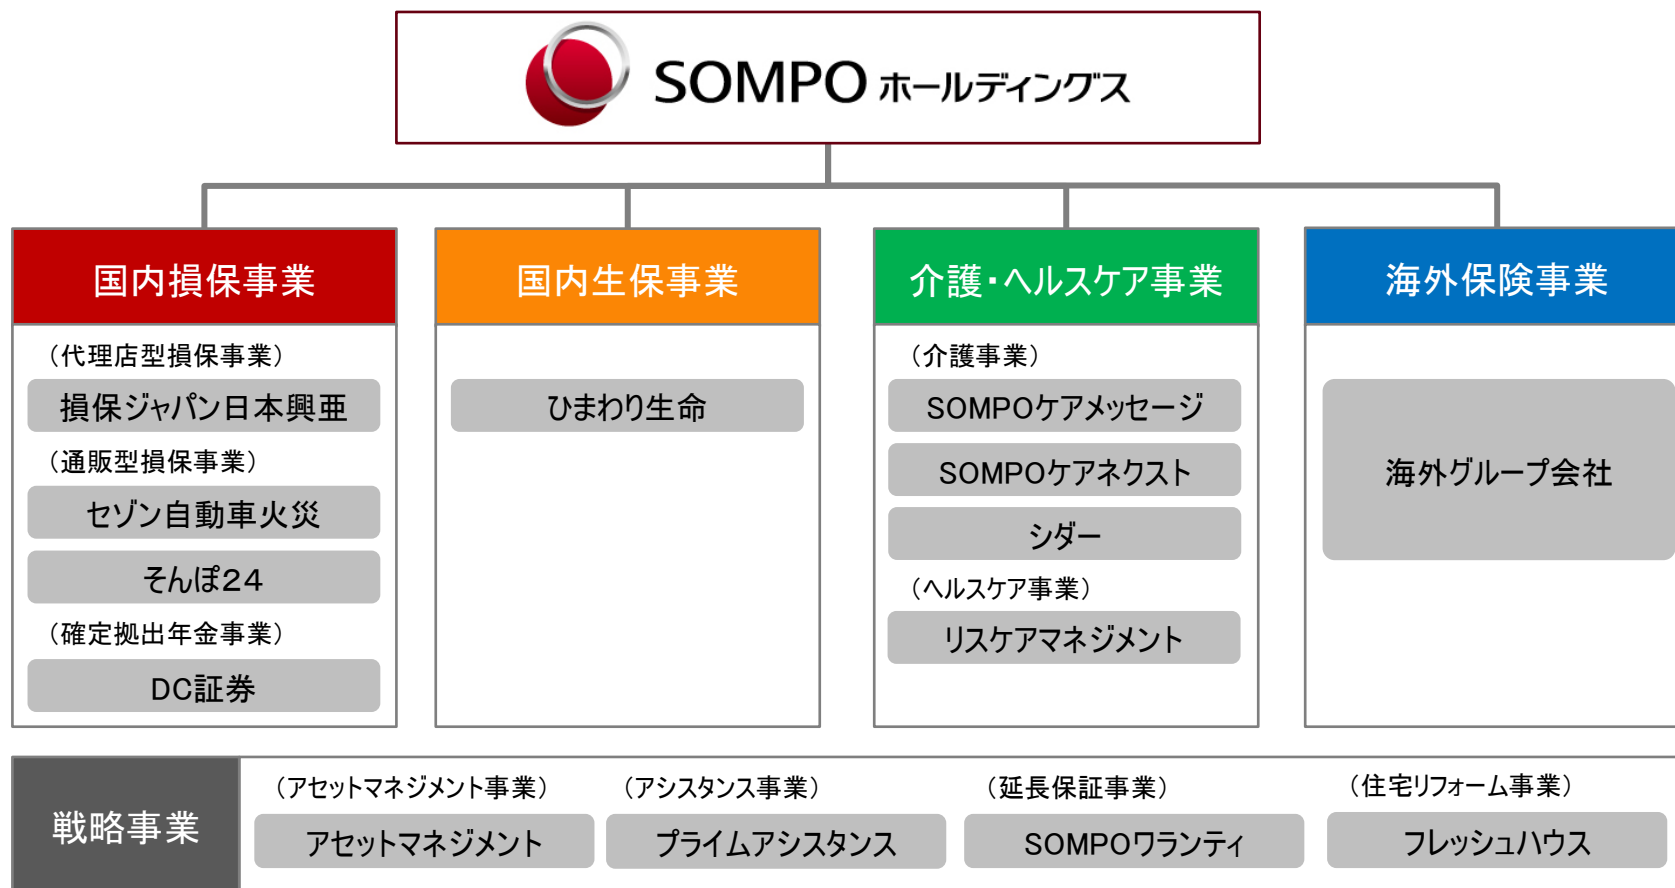 SOMPO ホールディングス
国内損保事業
(代理店型損保事業)
損保ジャパン日本興亜
(通販型損保事業)
セゾン自動車火災
そんぽ24
(確定拠出年金事業)
DC証券
国内生保事業
ひまわり生命
介護・ヘルスケア事業
(介護事業)
SOMPOケアメッセージ
SOMPOケアネクスト
シダー
(ヘルスケア事業)
リスケアマネジメント
海外保険事業
海外グループ会社
戦略事業
(アセットマネジメント事業)
アセットマネジメント
(アシスタンス事業)
プライムアシスタンス
(延長保証事業)
SOMPOワランティ
(住宅リフォーム事業)
フレッシュハウス